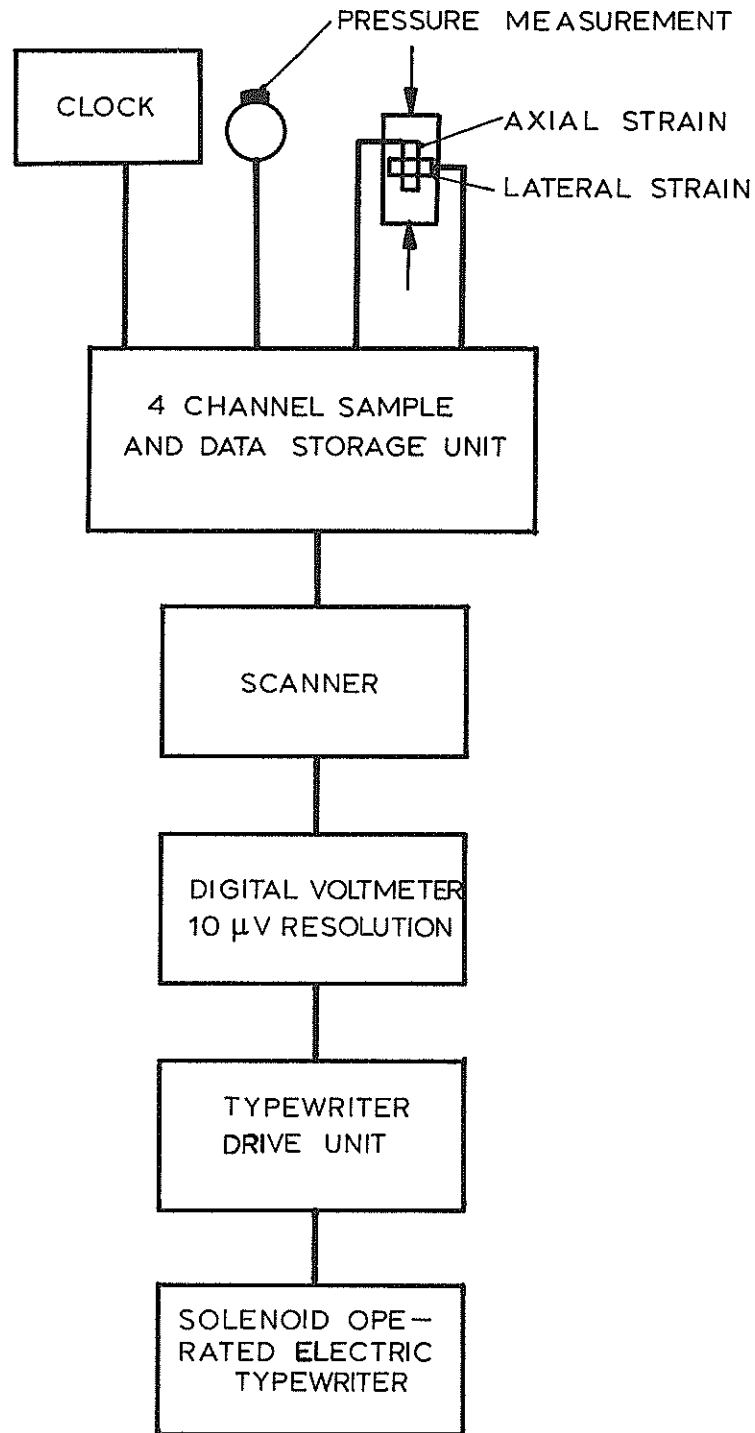 PRESSURE MEASUREMENT
CLOCK
AXIAL STRAIN
LATERAL STRAIN
4 CHANNEL SAMPLE
AND DATA STORAGE UNIT
SCANNER
DIGITAL VOLTMETER
10 µV RESOLUTION
TYPEWRITER
DRIVE UNIT
SOLENOID OPE-
RATED ELECTRIC
TYPEWRITER